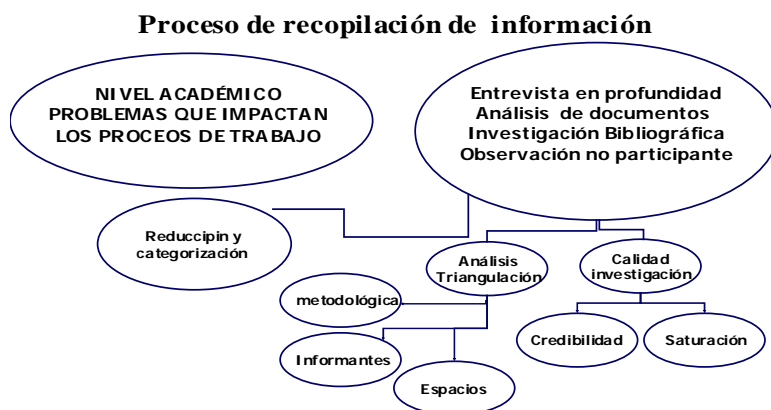 Proceso de recopilación de información
NIVEL ACADÉMICO
PROBLEMAS QUE IMPACTAN
LOS PROCEOS DE TRABAJO
Entrevista en profundidad
Análisis de documentos
Investigación Bibliográfica
Observación no participante
Reduccipin y
categorización
Análisis
Triangulación
Calidad
investigación
metodológica
Credibilidad
Saturación
Informantes
Espacios